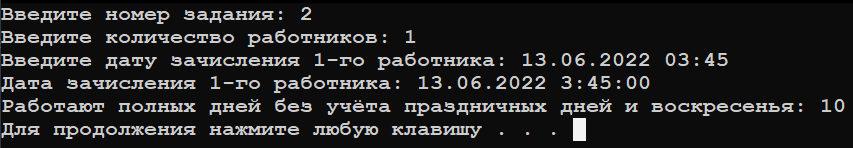 Введите номер задания: 2
Введите количество работников: 1
Введите дату зачисления 1-го работника: 13.06.2022 03:45
Дата зачисления 1-го работника: 13.06.2022 3:45:00
Работают полных дней без учёта праздничных дней и воскресенья: 10
Для продолжения нажмите любую клавишу . . .